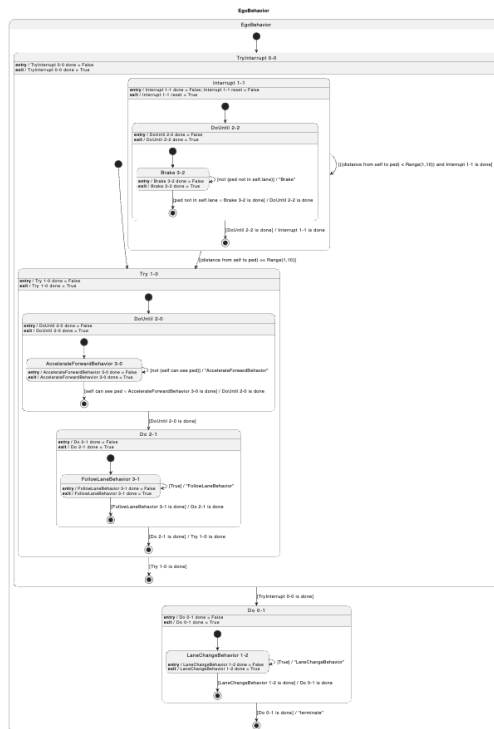 EgoBehavior
EgoBehavior
TryInterrupt 0-0
entry / TryInterrupt 0-0 done = False
exit / TryInterrupt 0-0 done = True
Interrupt 1-1
entry / Interrupt 1-1 done = False; Interrupt 1-1 reset = False
exit / Interrupt 1-1 reset = True
DoUntil 2-2
entry / DoUntil 2-2 done = False
exit / DoUntil 2-2 done = True
Brake 3-2
entry / Brake 3-2 done = False
exit / Brake 3-2 done = True
[not (ped not in self.lane)] / "Brake"
[ped not in self.lane + Brake 3-2 is done] / DoUntil 2-2 is done
[DoUntil 2-2 is done] / Interrupt 1-1 is done
[((distance from self to ped) < Range(1,10)) and Interrupt 1-1 is done]
[((distance from self to ped) >= Range(1,10))]
Try 1-0
entry / Try 1-0 done = False
exit / Try 1-0 done = True
DoUntil 2-0
entry / DoUntil 2-0 done = False
exit / DoUntil 2-0 done = True
AccelerateForwardBehavior 3-0
entry / AccelerateForwardBehavior 3-0 done = False
exit / AccelerateForwardBehavior 3-0 done = True
[not (self can see ped)] / "AccelerateForwardBehavior"
[self can see ped + AccelerateForwardBehavior 3-0 is done] / DoUntil 2-0 is done
[DoUntil 2-0 is done]
Do 2-1
entry / Do 2-1 done = False
exit / Do 2-1 done = True
FollowLaneBehavior 3-1
entry / FollowLaneBehavior 3-1 done = False
exit / FollowLaneBehavior 3-1 done = True
[True] / "FollowLaneBehavior"
[FollowLaneBehavior 3-1 is done] / Do 2-1 is done
[Do 2-1 is done] / Try 1-0 is done
[Try 1-0 is done]
[TryInterrupt 0-0 is done]
Do 0-1
entry / Do 0-1 done = False
exit / Do 0-1 done = True
LaneChangeBehavior 1-2
entry / LaneChangeBehavior 1-2 done = False
exit / LaneChangeBehavior 1-2 done = True
[True] / "LaneChangeBehavior"
[LaneChangeBehavior 1-2 is done] / Do 0-1 is done
[Do 0-1 is done] / "terminate"